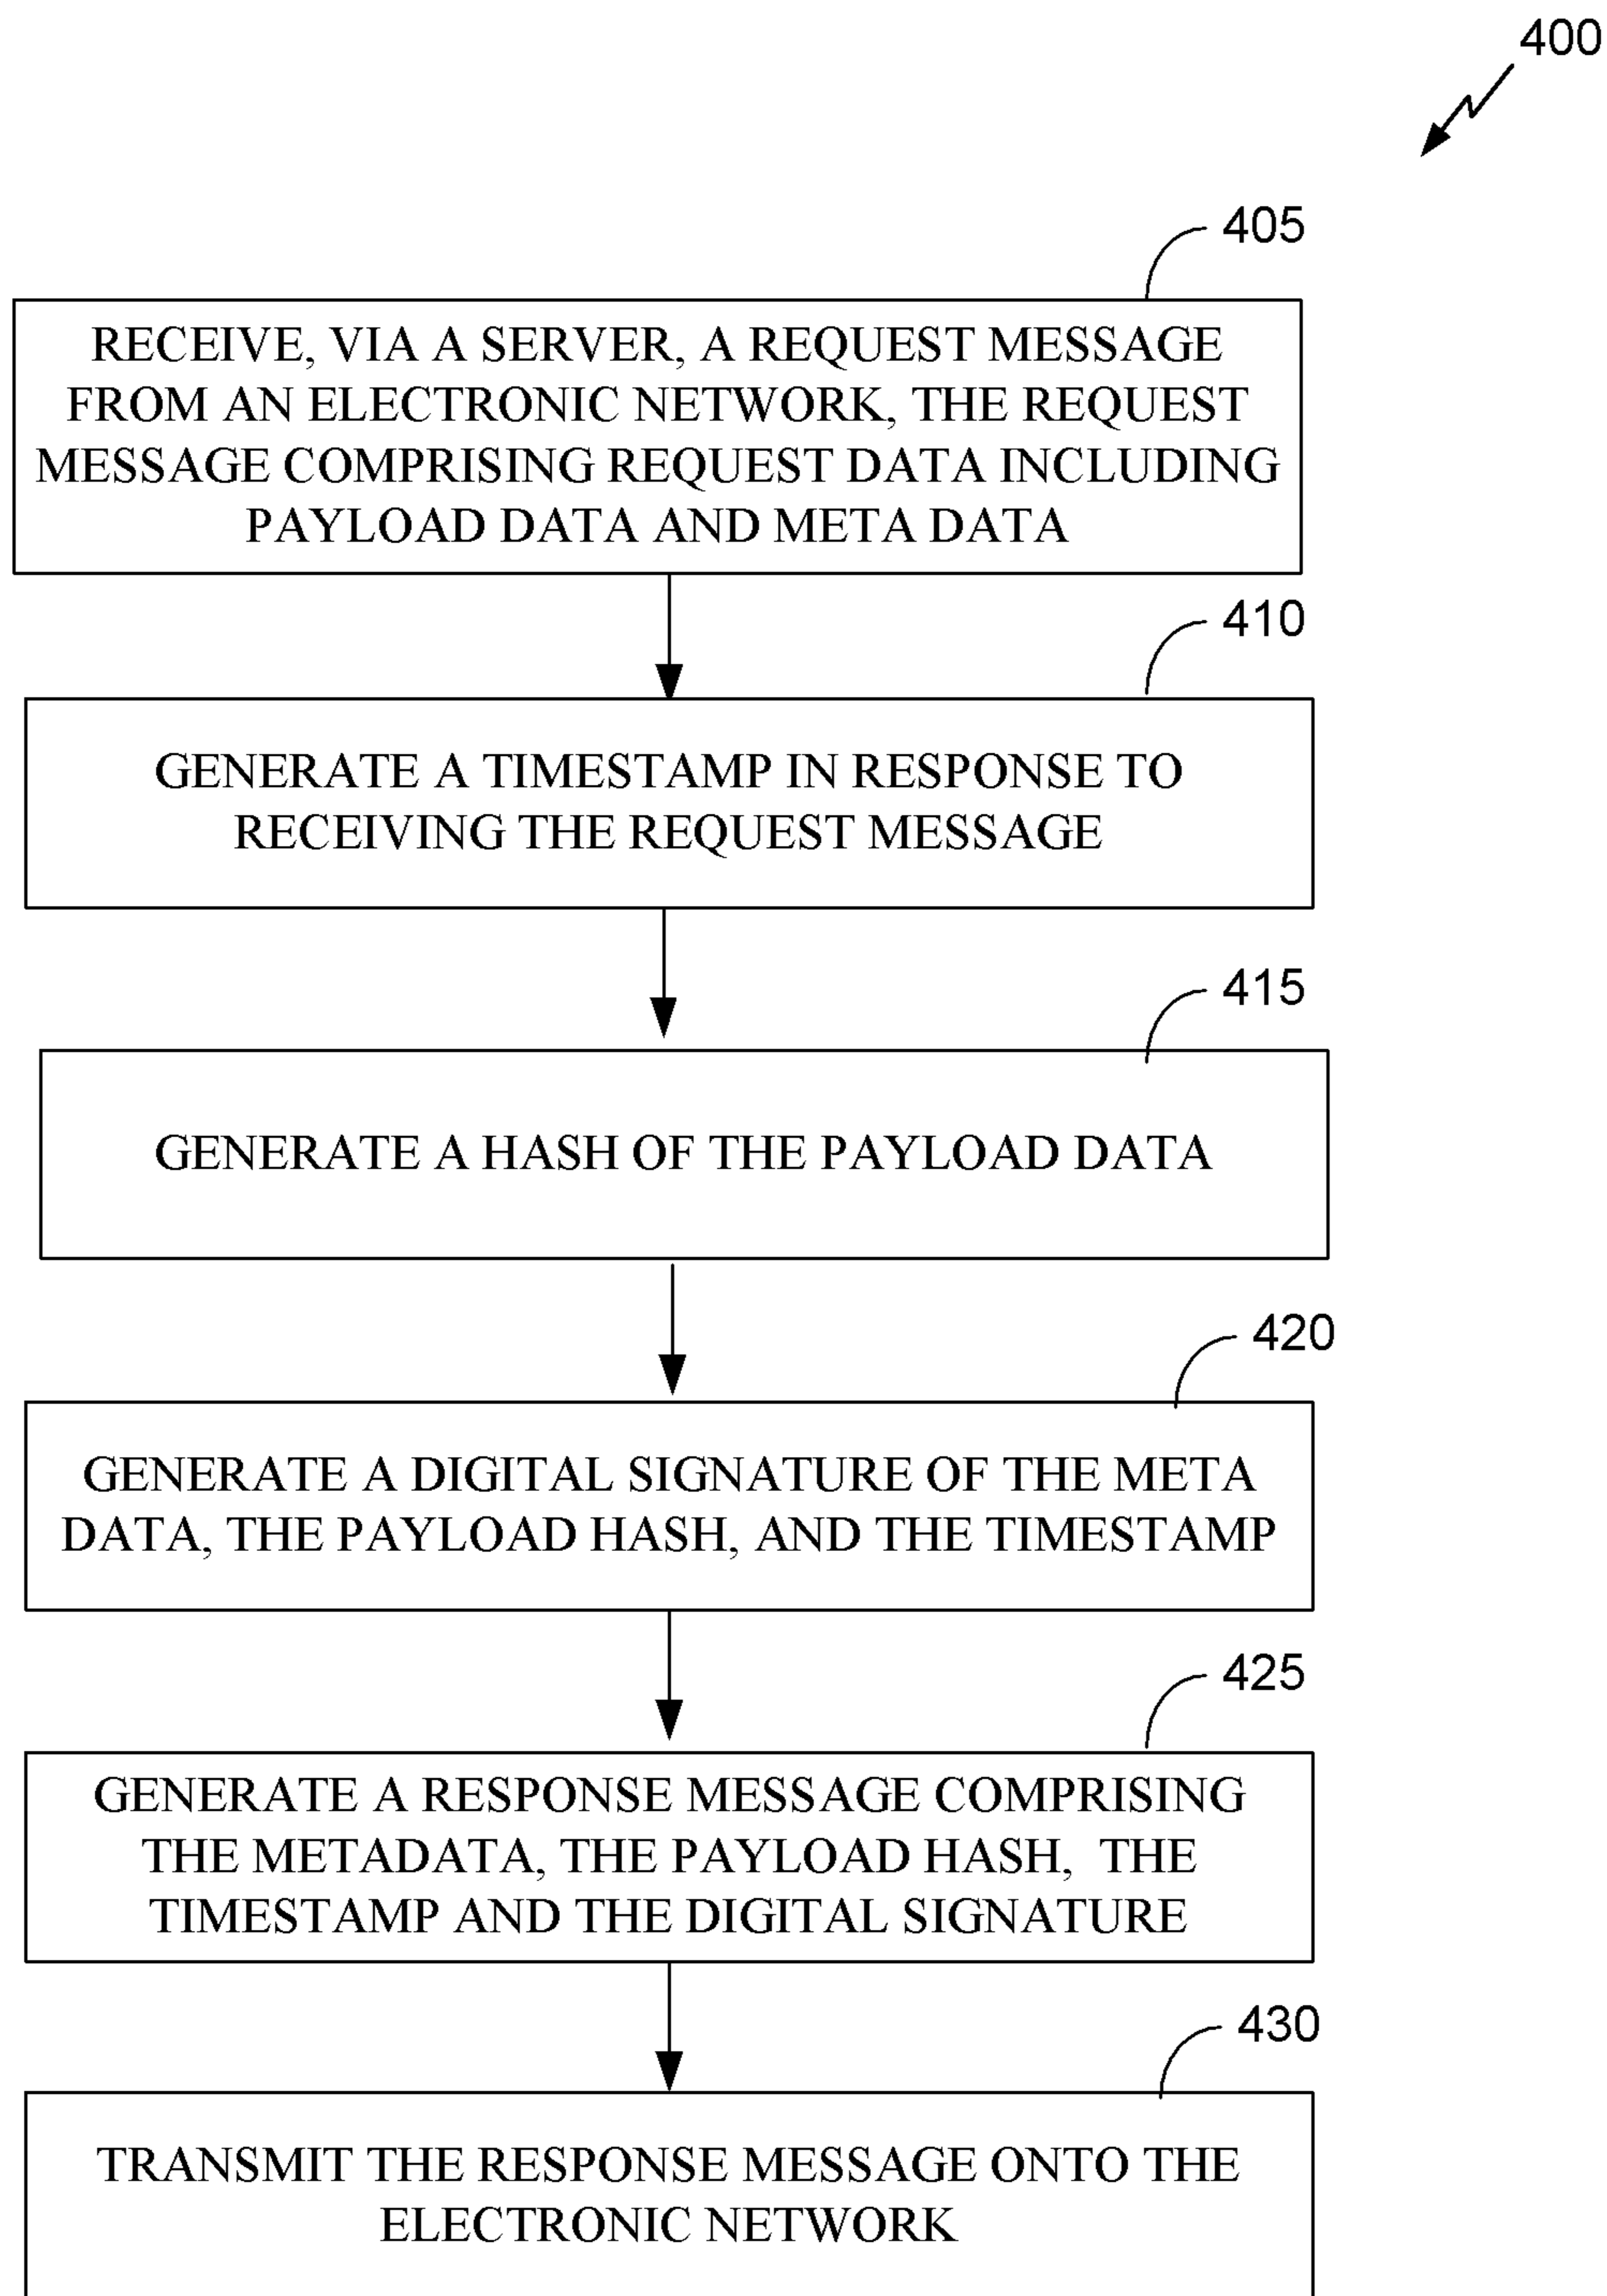 400
405
RECEIVE, VIA A SERVER, A REQUEST MESSAGE
FROM AN ELECTRONIC NETWORK, THE REQUEST
MESSAGE COMPRISING REQUEST DATA INCLUDING
PAYLOAD DATA AND META DATA
410
GENERATE A TIMESTAMP IN RESPONSE TO
RECEIVING THE REQUEST MESSAGE
415
GENERATE A HASH OF THE PAYLOAD DATA
420
GENERATE A DIGITAL SIGNATURE OF THE META
DATA, THE PAYLOAD HASH, AND THE TIMESTAMP
425
GENERATE A RESPONSE MESSAGE COMPRISING
THE METADATA, THE PAYLOAD HASH, THE
TIMESTAMP AND THE DIGITAL SIGNATURE
430
TRANSMIT THE RESPONSE MESSAGE ONTO THE
ELECTRONIC NETWORK